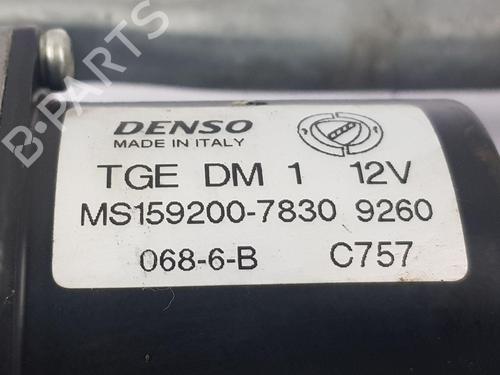 DENSO
MADE IN ITALY
TGE DM 1 12V
MS159200-7830 9260
068-6-B C757
B-PARTS